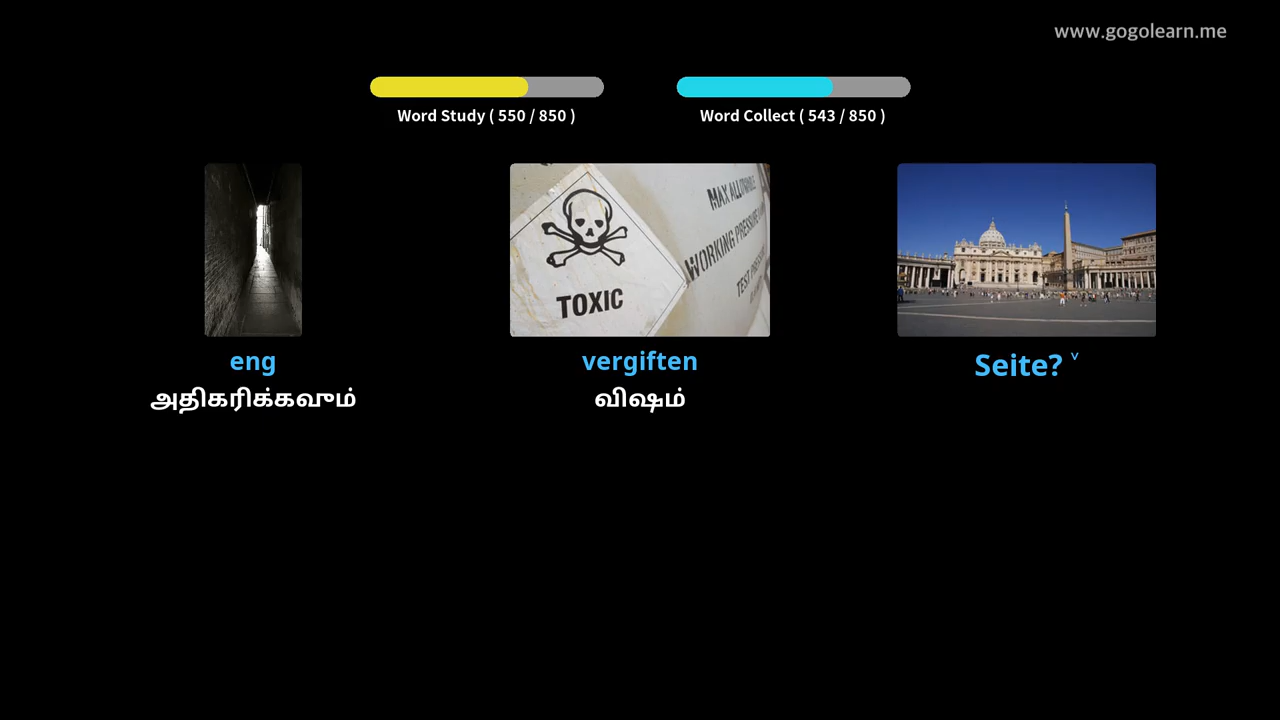 www.gogolearn.me
Word Study ( 550 / 850 )
Word Collect ( 543 / 850 )
TOXIC
MAX ALLOWABLE
WORKING PRESSURE
TEST
eng
vergiften
Seite? ᵛ
அதிகரிக்கவும்
விஷம்